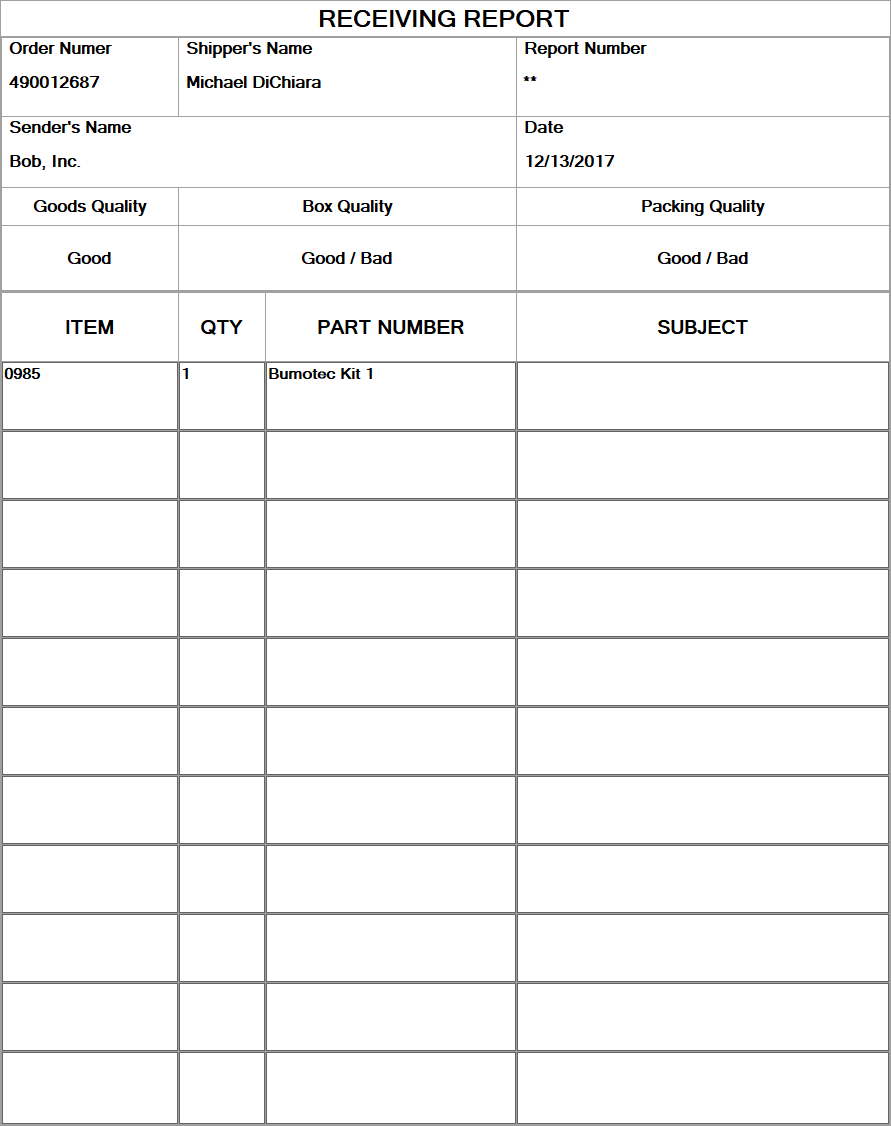 RECEIVING REPORT
Order Numer Shipper's Name Report Number
490012687 Michael DiChiara **
Sender's Name Date
Bob, Inc. 12/13/2017
Goods Quality Box Quality Packing Quality
Good Good / Bad Good / Bad
ITEM QTY PART NUMBER SUBJECT
0985 1 Bumotec Kit 1